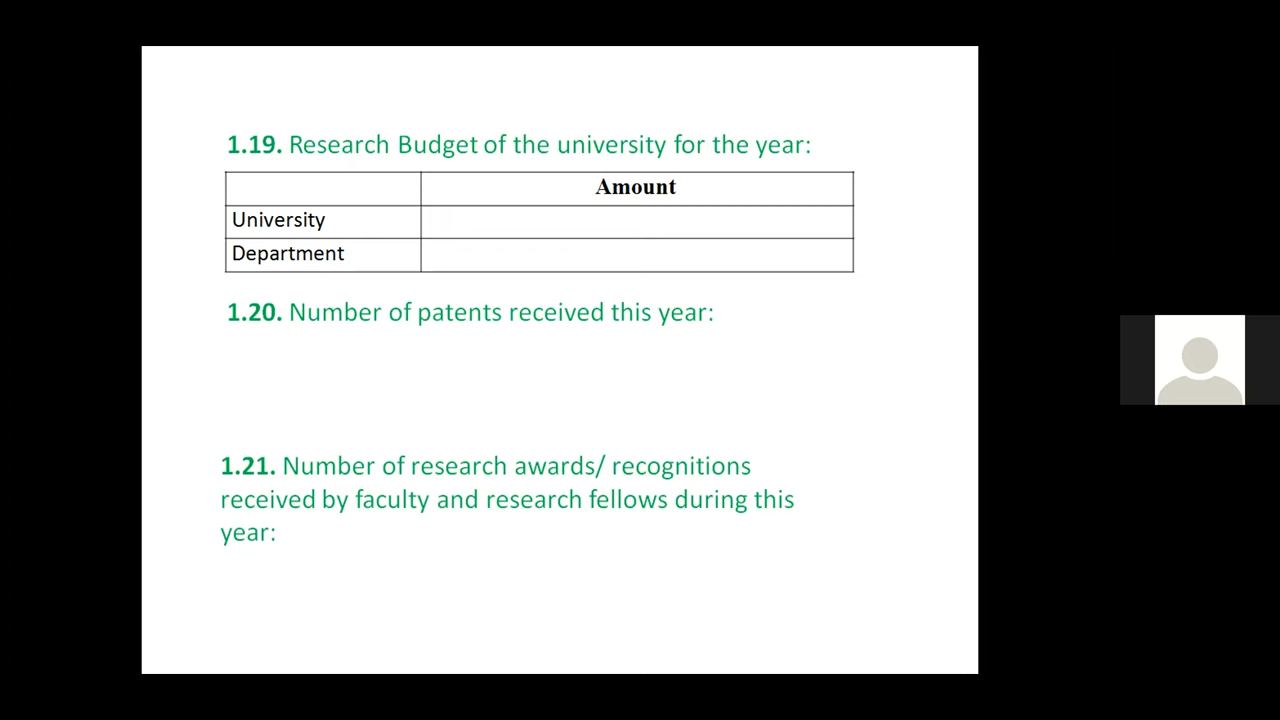 1.19. Research Budget of the university for the year:
Amount
University
Department
1.20. Number of patents received this year:
1.21. Number of research awards/ recognitions
received by faculty and research fellows during this
year: